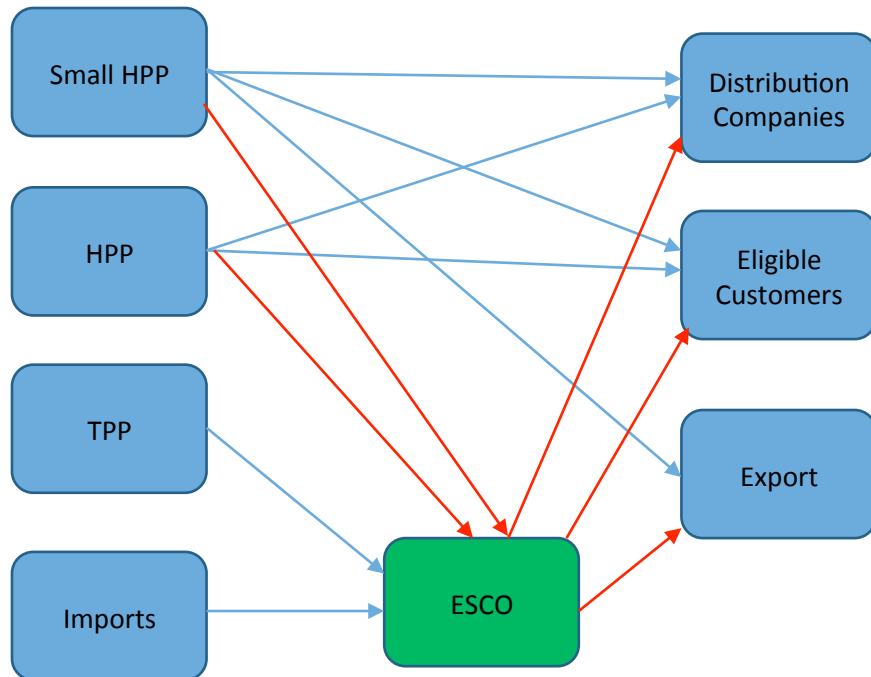 Small HPP
Distribution
Companies
HPP
Eligible
Customers
TPP
Export
Imports
ESCO